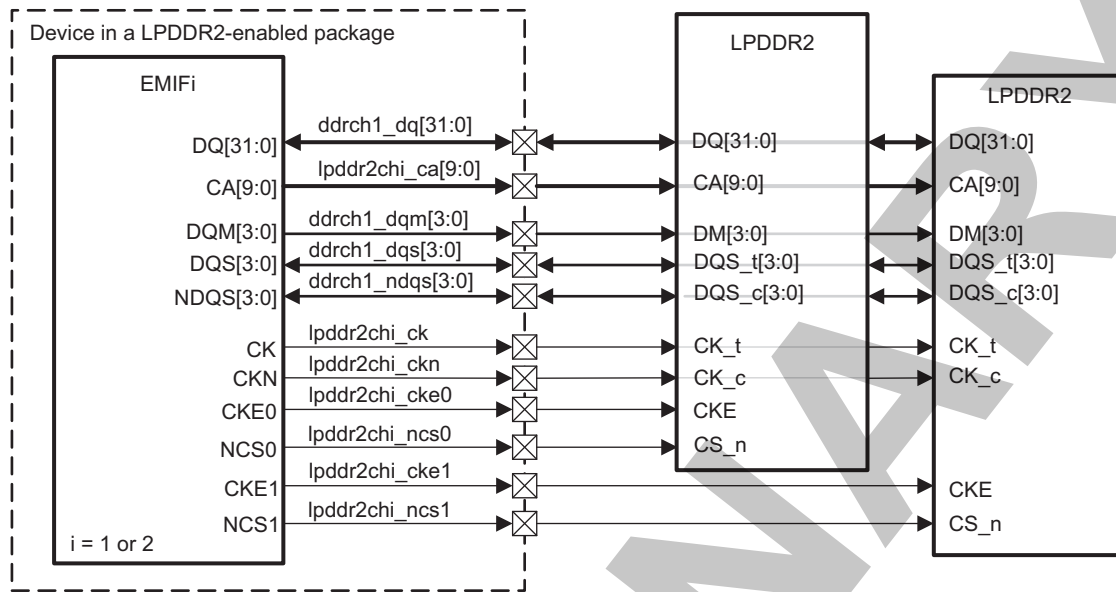 Device in a LPDDR2-enabled package
EMIFi
LPDDR2
LPDDR2
DQ[31:0] ddrch1_dq[31:0] DQ[31:0] DQ[31:0]
CA[9:0] lpddr2chi_ca[9:0] CA[9:0] CA[9:0]
DQM[3:0] ddrch1_dqm[3:0] DM[3:0] DM[3:0]
DQS[3:0] ddrch1_dqs[3:0] DQS_t[3:0] DQS_t[3:0]
NDQS[3:0] ddrch1_ndqs[3:0] DQS_c[3:0] DQS_c[3:0]
CK lpddr2chi_ck CK_t CK_t
CKN lpddr2chi_ckn CK_c CK_c
CKE0 lpddr2chi_cke0 CKE
NCS0 lpddr2chi_ncs0 CS_n
CKE1 lpddr2chi_cke1 CKE
NCS1 lpddr2chi_ncs1 CS_n
i = 1 or 2